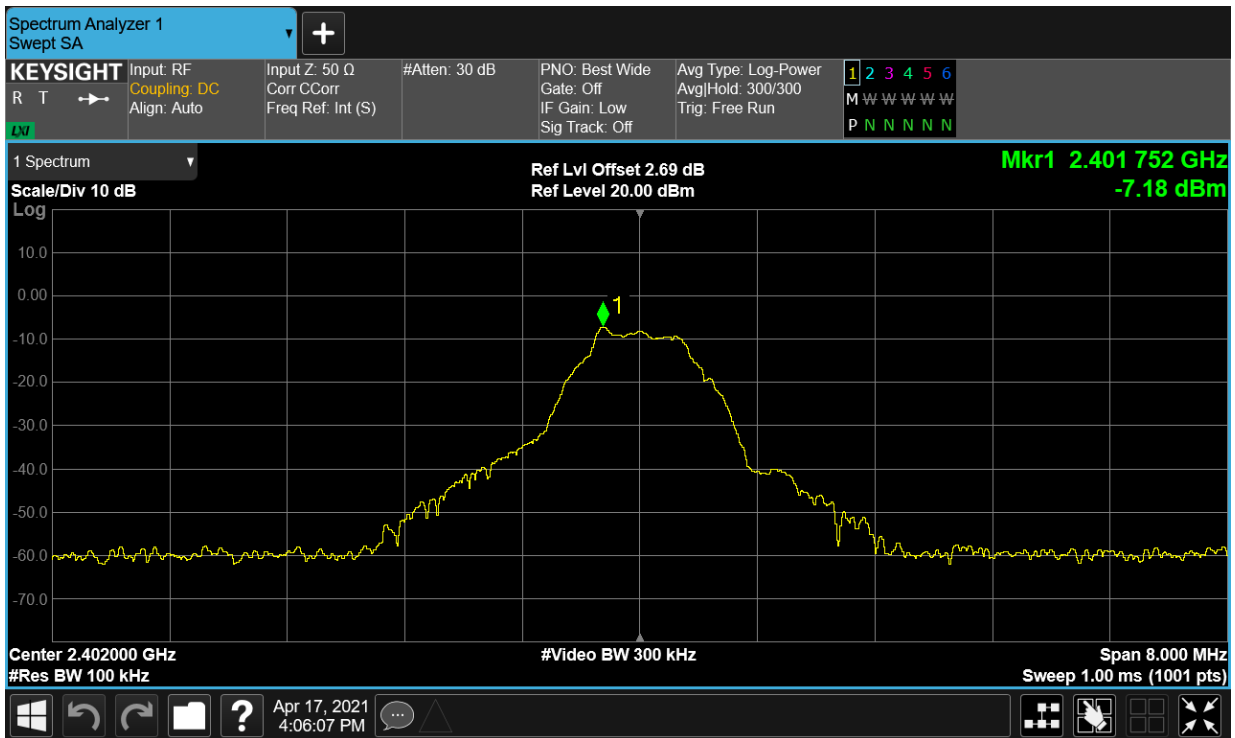 Spectrum Analyzer 1
Swept SA
KEYSIGHT
R T
LXI
Input: RF
Coupling: DC
Align: Auto
Input Z: 50 Ω
Corr CCorr
Freq Ref: Int (S)
#Atten: 30 dB
PNO: Best Wide
Gate: Off
IF Gain: Low
Sig Track: Off
Avg Type: Log-Power
Avg|Hold: 300/300
Trig: Free Run
1 2 3 4 5 6
M W W W W W
P N N N N N
1 Spectrum
Scale/Div 10 dB
Log
Ref Lvl Offset 2.69 dB
Ref Level 20.00 dBm
Mkr1 2.401 752 GHz
-7.18 dBm
10.0
0.00
-10.0
-20.0
-30.0
-40.0
-50.0
-60.0
-70.0
1
Center 2.402000 GHz
#Res BW 100 kHz
#Video BW 300 kHz
Span 8.000 MHz
Sweep 1.00 ms (1001 pts)
?
Apr 17, 2021
4:06:07 PM